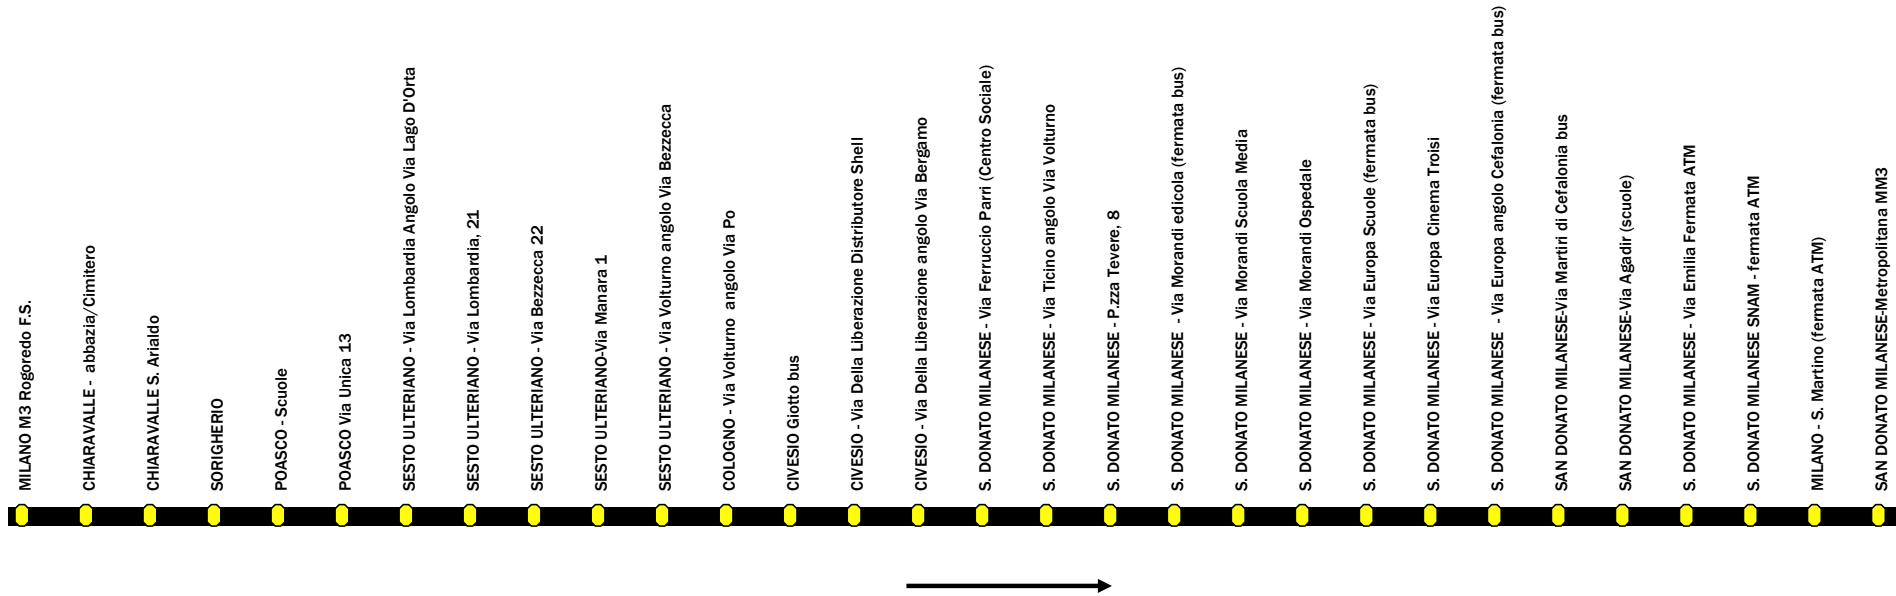 MILANO M3 Rogoredo F.S.
CHIARAVALLE - abbazia/Cimitero
CHIARAVALLE S. Arialdo
SORIGHERIO
POASCO - Scuole
POASCO Via Unica 13
SESTO ULTERIANO - Via Lombardia Angolo Via Lago D'Orta
SESTO ULTERIANO - Via Lombardia, 21
SESTO ULTERIANO - Via Bezzecca 22
SESTO ULTERIANO-Via Manara 1
SESTO ULTERIANO - Via Volturno angolo Via Bezzecca
COLOGNO - Via Volturno angolo Via Po
CIVESIO Giotto bus
CIVESIO - Via Della Liberazione Distributore Shell
CIVESIO - Via Della Liberazione angolo Via Bergamo
S. DONATO MILANESE - Via Ferruccio Parri (Centro Sociale)
S. DONATO MILANESE - Via Ticino angolo Via Volturno
S. DONATO MILANESE - P.zza Tevere, 8
S. DONATO MILANESE - Via Morandi edicola (fermata bus)
S. DONATO MILANESE - Via Morandi Scuola Media
S. DONATO MILANESE - Via Morandi Ospedale
S. DONATO MILANESE - Via Europa Scuole (fermata bus)
S. DONATO MILANESE - Via Europa Cinema Troisi
S. DONATO MILANESE - Via Europa angolo Cefalonia (fermata bus)
SAN DONATO MILANESE-Via Martiri di Cefalonia bus
SAN DONATO MILANESE-Via Agadir (scuole)
S. DONATO MILANESE - Via Emilia Fermata ATM
S. DONATO MILANESE SNAM - fermata ATM
MILANO - S. Martino (fermata ATM)
SAN DONATO MILANESE-Metropolitana MM3